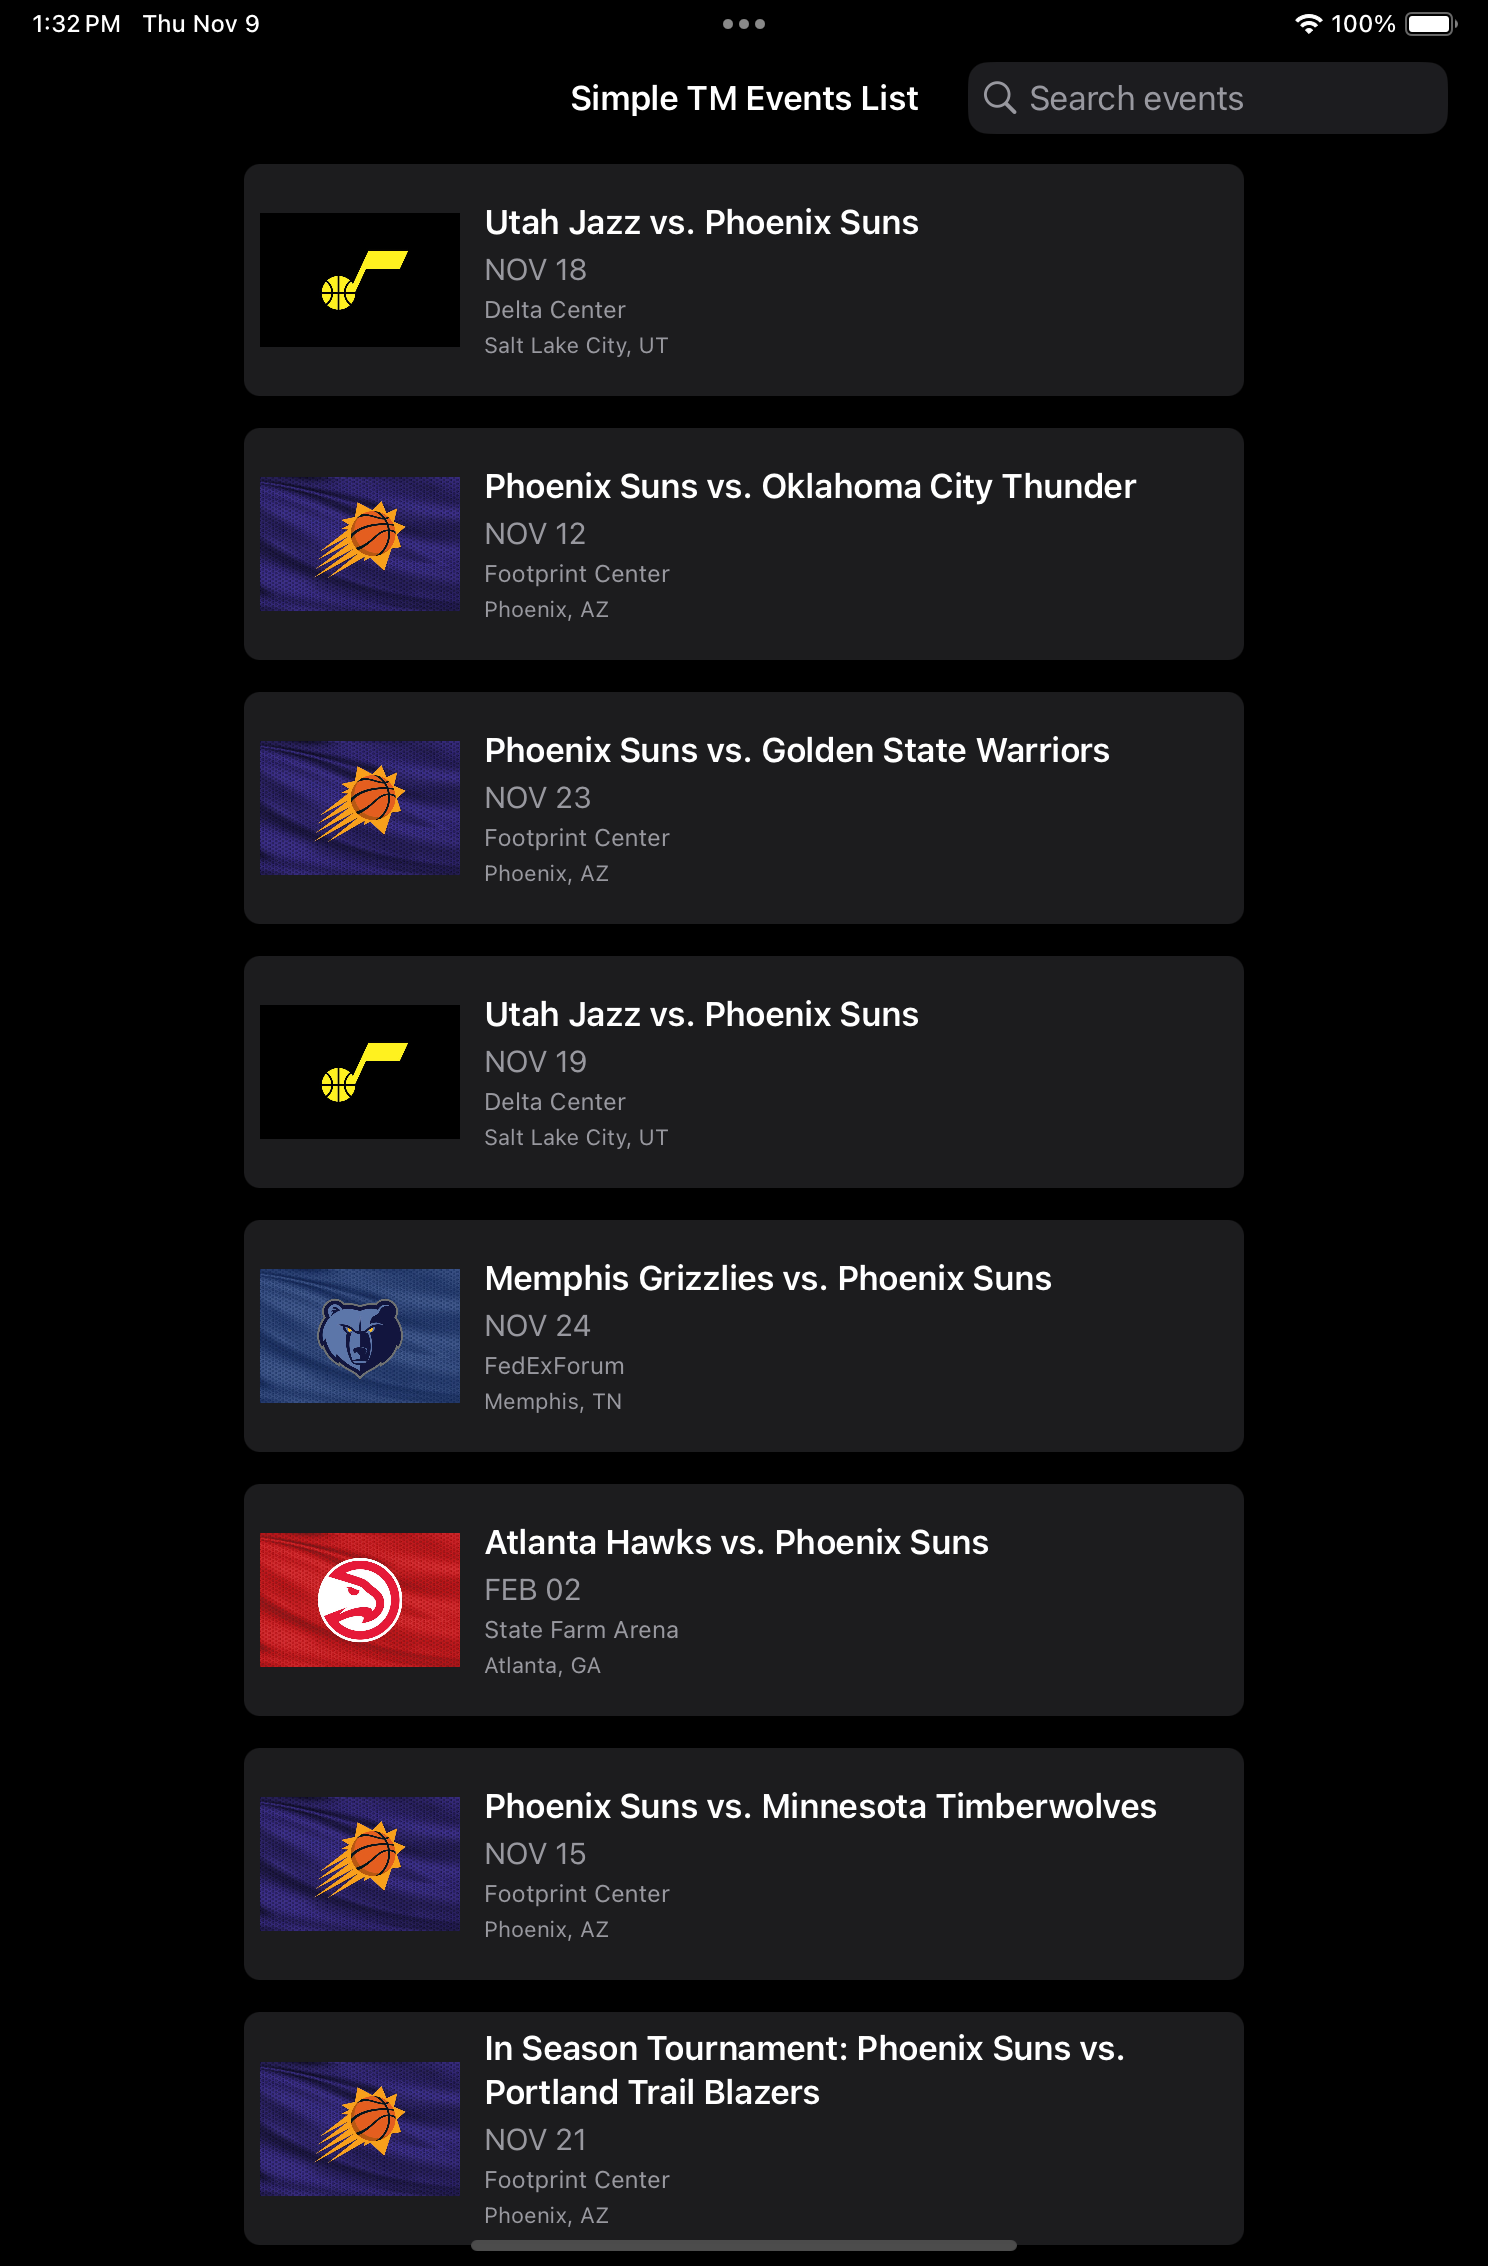 1:32 PM Thu Nov 9
100%
Simple TM Events List
Search events
Utah Jazz vs. Phoenix Suns
NOV 18
Delta Center
Salt Lake City, UT
Phoenix Suns vs. Oklahoma City Thunder
NOV 12
Footprint Center
Phoenix, AZ
Phoenix Suns vs. Golden State Warriors
NOV 23
Footprint Center
Phoenix, AZ
Utah Jazz vs. Phoenix Suns
NOV 19
Delta Center
Salt Lake City, UT
Memphis Grizzlies vs. Phoenix Suns
NOV 24
FedExForum
Memphis, TN
Atlanta Hawks vs. Phoenix Suns
FEB 02
State Farm Arena
Atlanta, GA
Phoenix Suns vs. Minnesota Timberwolves
NOV 15
Footprint Center
Phoenix, AZ
In Season Tournament: Phoenix Suns vs.
Portland Trail Blazers
NOV 21
Footprint Center
Phoenix, AZ